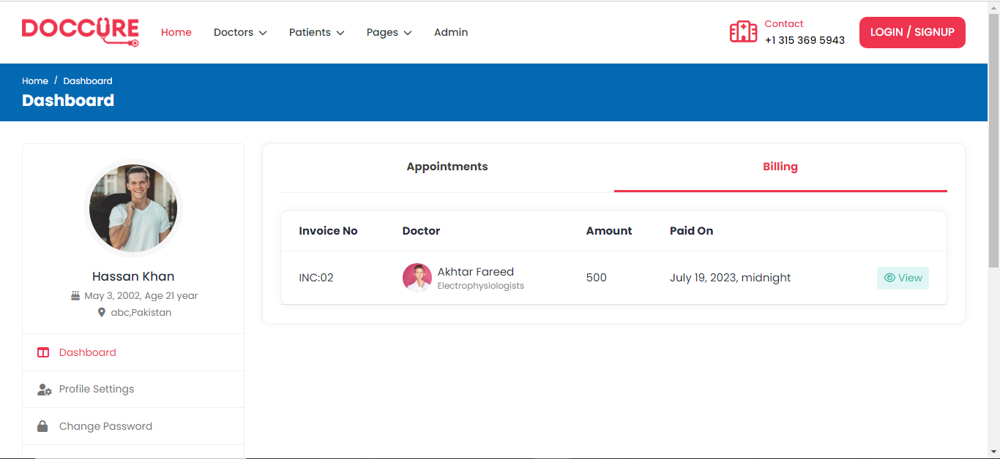 DOCCURE
Home Doctors Patients Pages Admin
Contact
+1 315 369 5943
LOGIN / SIGNUP
Home / Dashboard
Dashboard
Hassan Khan
May 3, 2002, Age 21 year
abc,Pakistan
Dashboard
Profile Settings
Change Password
Appointments Billing
Invoice No Doctor Amount Paid On
INC:02 Akhtar Fareed 500 July 19, 2023, midnight View
Electrophysiologists